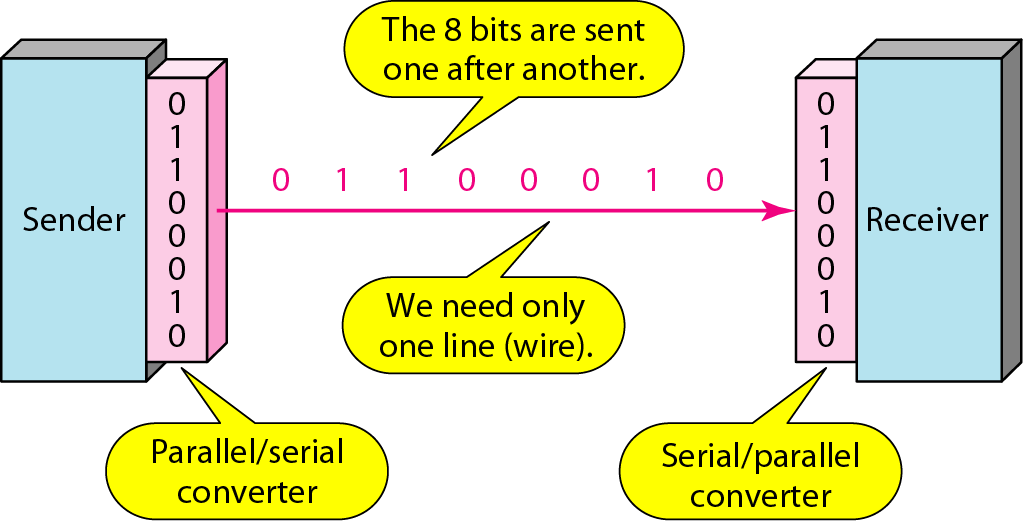 The 8 bits are sent
one after another.
0
1
1
0
0
0
1
0
0 1 1 0 0 0 1 0
0
1
1
0
0
0
1
0
Sender
Receiver
We need only
one line (wire).
Parallel/serial
converter
Serial/parallel
converter